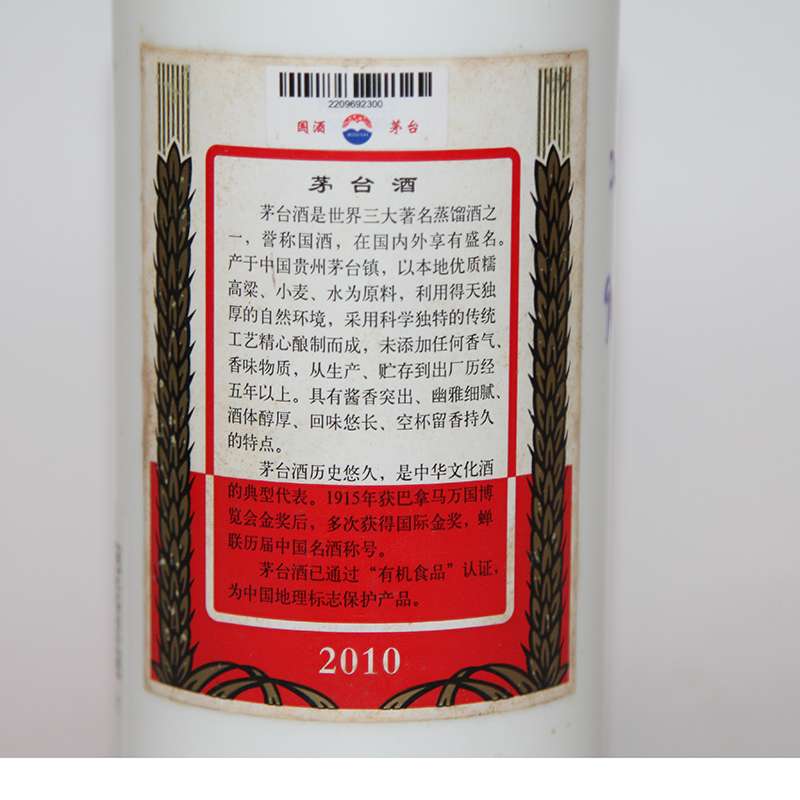 2209692300
国酒 茅台
茅台酒
茅台酒是世界三大著名蒸馏酒之
一，誉称国酒，在国内外享有盛名。
产于中国贵州茅台镇，以本地优质糯
高粱、小麦、水为原料，利用得天独
厚的自然环境，采用科学独特的传统
工艺精心酿制而成，未添加任何香气、
香味物质，从生产、贮存到出厂历经
五年以上。具有酱香突出、幽雅细腻、
酒体醇厚、回味悠长、空杯留香持久
的特点。
茅台酒历史悠久，是中华文化酒
的典型代表。1915年获巴拿马万国博
览会金奖后，多次获得国际金奖，蝉
联历届中国名酒称号。
茅台酒已通过“有机食品”认证，
为中国地理标志保护产品。
2010